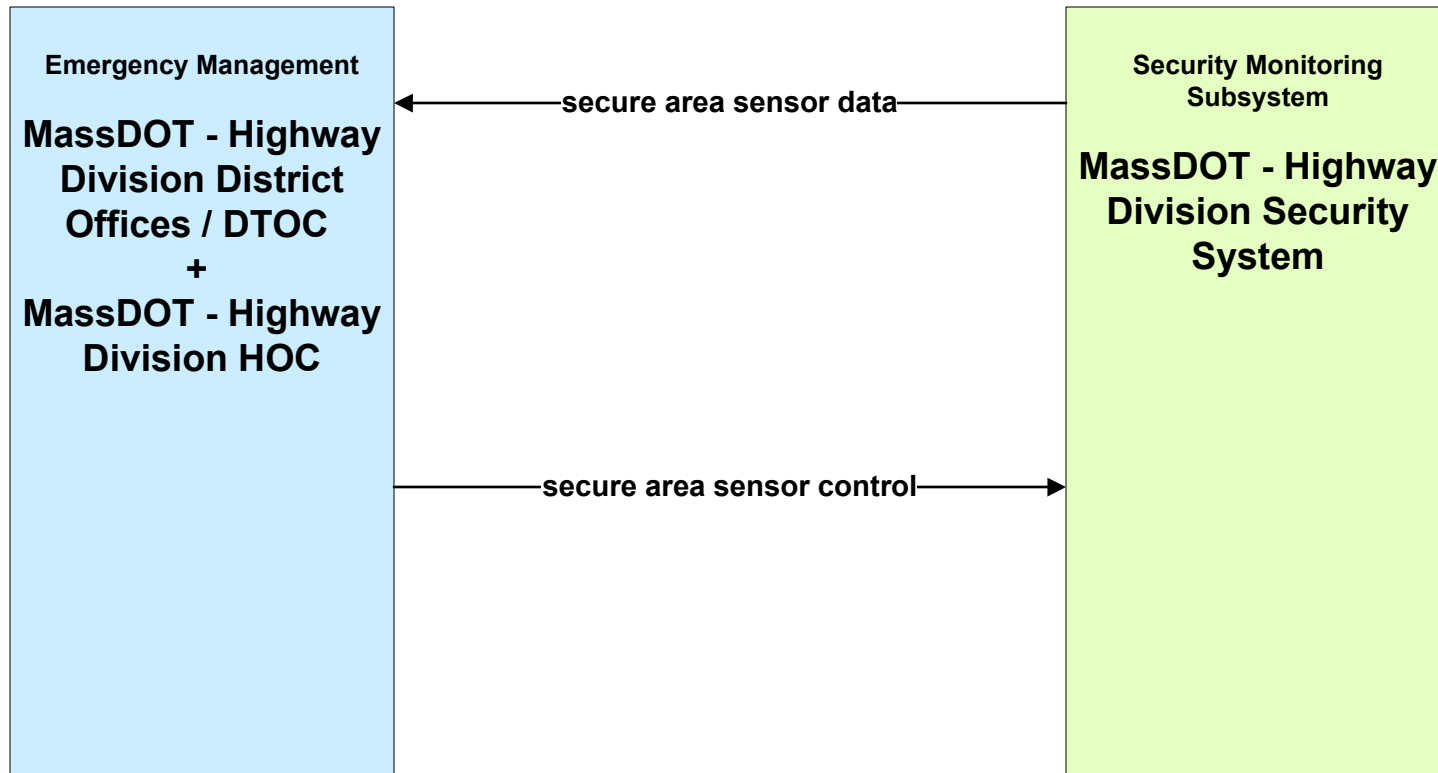 Emergency Management
MassDOT - Highway
Division District
Offices / DTOC
+
MassDOT - Highway
Division HOC
secure area sensor data
secure area sensor control
Security Monitoring
Subsystem
MassDOT - Highway
Division Security
System